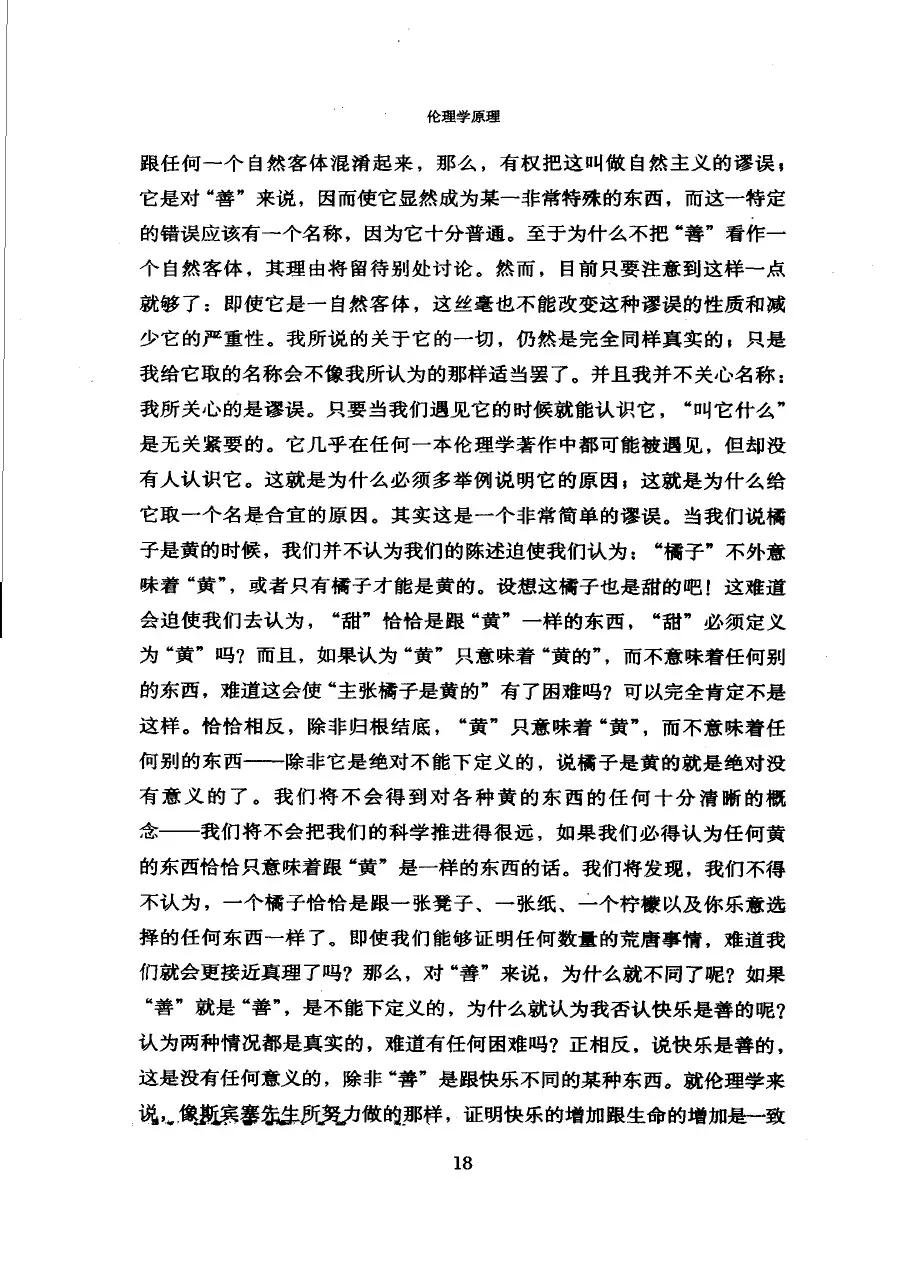 伦理学原理
跟任何一个自然客体混淆起来，那么，有权把这叫做自然主义的谬误；
它是对“善”来说，因而使它显然成为某一非常特殊的东西，而这一特定
的错误应该有一个名称，因为它十分普通。至于为什么不把“善”看作一
个自然客体，其理由将留待别处讨论。然而，目前只要注意到这样一点
就够了：即使它是一自然客体，这丝毫也不能改变这种谬误的性质和减
少它的严重性。我所说的关于它的一切，仍然是完全同样真实的；只是
我给它取的名称会不像我所认为的那样适当罢了。并且我并不关心名称：
我所关心的是谬误。只要当我们遇见它的时候就能认识它，“叫它什么”
是无关紧要的。它几乎在任何一本伦理学著作中都可能被遇见，但却没
有人认识它。这就是为什么必须多举例说明它的原因；这就是为什么给
它取一个名是合宜的原因。其实这是一个非常简单的谬误。当我们说橘
子是黄的时候，我们并不认为我们的陈述迫使我们认为：“橘子”不外意
味着“黄”，或者只有橘子才能是黄的。设想这橘子也是甜的吧！这难道
会迫使我们去认为，“甜”恰恰是跟“黄”一样的东西，“甜”必须定义
为“黄”吗？而且，如果认为“黄”只意味着“黄的”，而不意味着任何别
的东西，难道这会使“主张橘子是黄的”有了困难吗？可以完全肯定不是
这样。恰恰相反，除非归根结底，“黄”只意味着“黄”，而不意味着任
何别的东西——除非它是绝对不能下定义的，说橘子是黄的就是绝对没
有意义的了。我们将不会得到对各种黄的东西的任何十分清晰的概
念——我们将不会把我们的科学推进得很远，如果我们必得认为任何黄
的东西恰恰只意味着跟“黄”是一样的东西的话。我们将发现，我们不得
不认为，一个橘子恰恰是跟一张凳子、一张纸、一个柠檬以及你乐意选
择的任何东西一样了。即使我们能够证明任何数量的荒唐事情，难道我
们就会更接近真理了吗？那么，对“善”来说，为什么就不同了呢？如果
“善”就是“善”，是不能下定义的，为什么就认为我否认快乐是善的呢？
认为两种情况都是真实的，难道有任何困难吗？正相反，说快乐是善的，
这是没有任何意义的，除非“善”是跟快乐不同的某种东西。就伦理学来
说，像斯宾塞先生所努力做的那样，证明快乐的增加跟生命的增加是一致
18